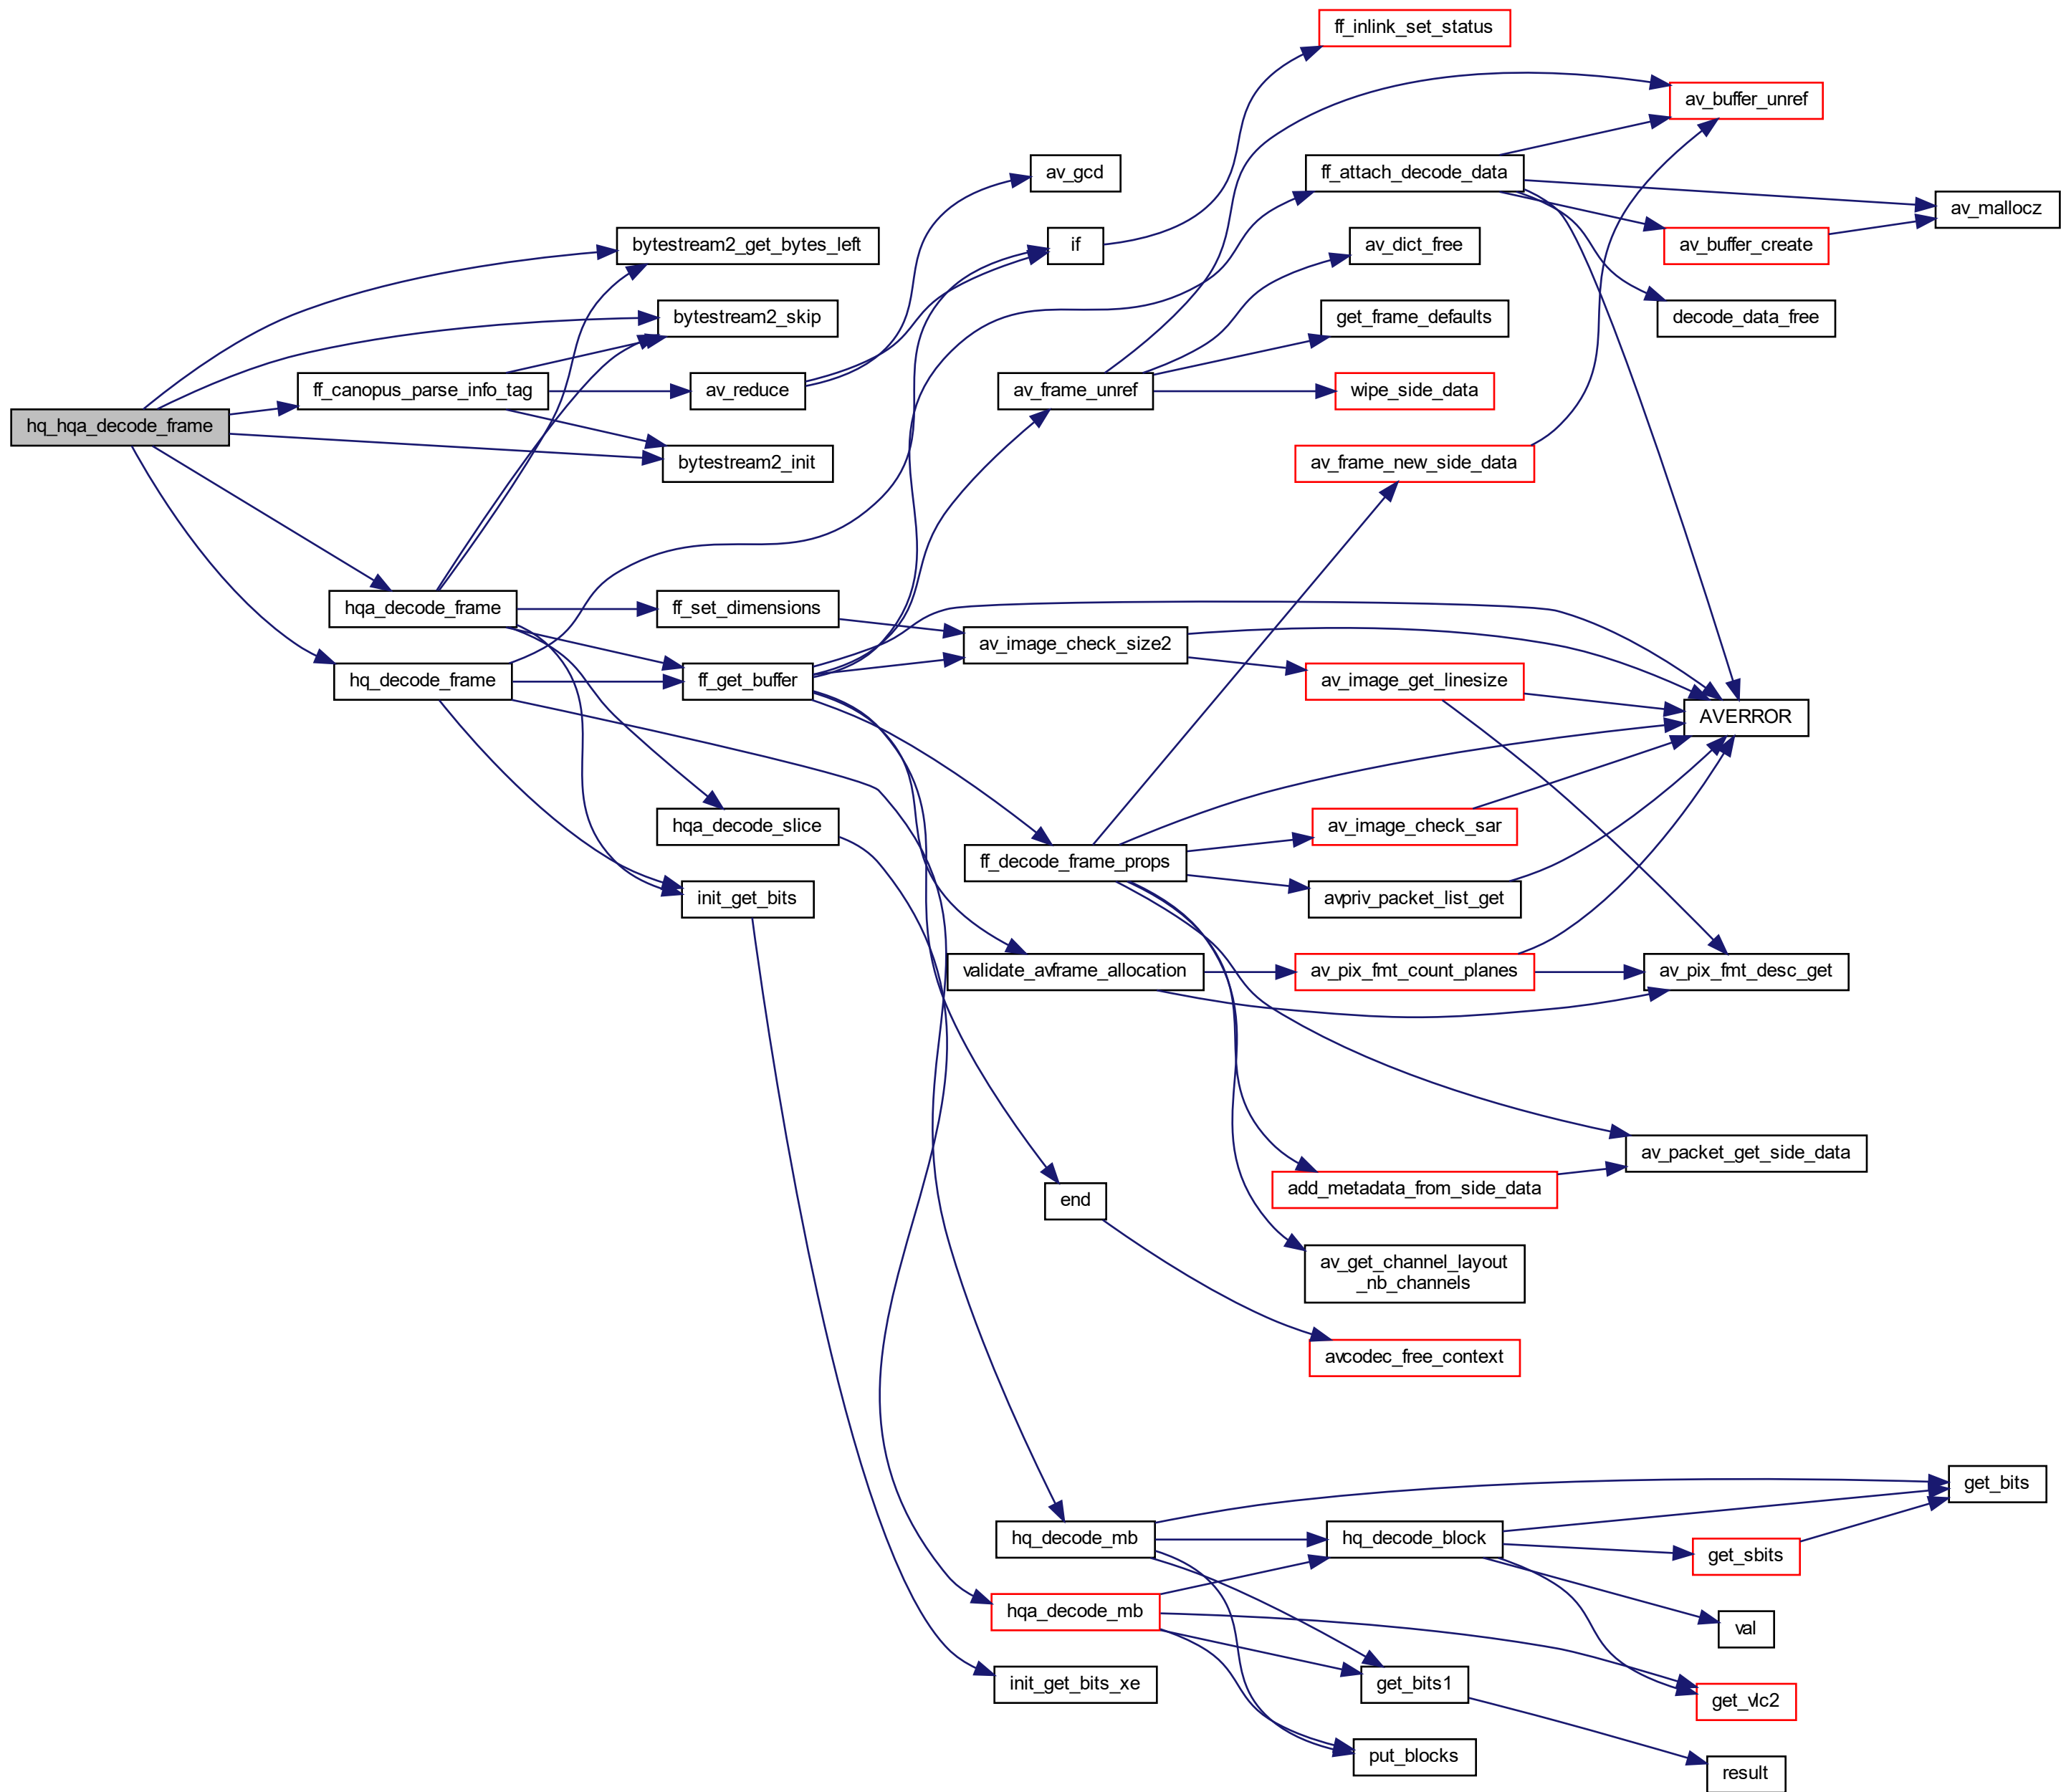 ff_inlink_set_status
av_buffer_unref
av_gcd
ff_attach_decode_data
av_mallocz
bytestream2_get_bytes_left
if
av_dict_free
av_buffer_create
bytestream2_skip
get_frame_defaults
decode_data_free
ff_canopus_parse_info_tag
av_reduce
av_frame_unref
wipe_side_data
hq_hqa_decode_frame
bytestream2_init
av_frame_new_side_data
hqa_decode_frame
ff_set_dimensions
av_image_check_size2
hq_decode_frame
ff_get_buffer
av_image_get_linesize
AVERROR
hqa_decode_slice
av_image_check_sar
ff_decode_frame_props
init_get_bits
avpriv_packet_list_get
validate_avframe_allocation
av_pix_fmt_count_planes
av_pix_fmt_desc_get
av_packet_get_side_data
end
add_metadata_from_side_data
av_get_channel_layout
_nb_channels
avcodec_free_context
get_bits
hq_decode_mb
hq_decode_block
get_sbits
hqa_decode_mb
val
init_get_bits_xe
get_bits1
get_vlc2
put_blocks
result